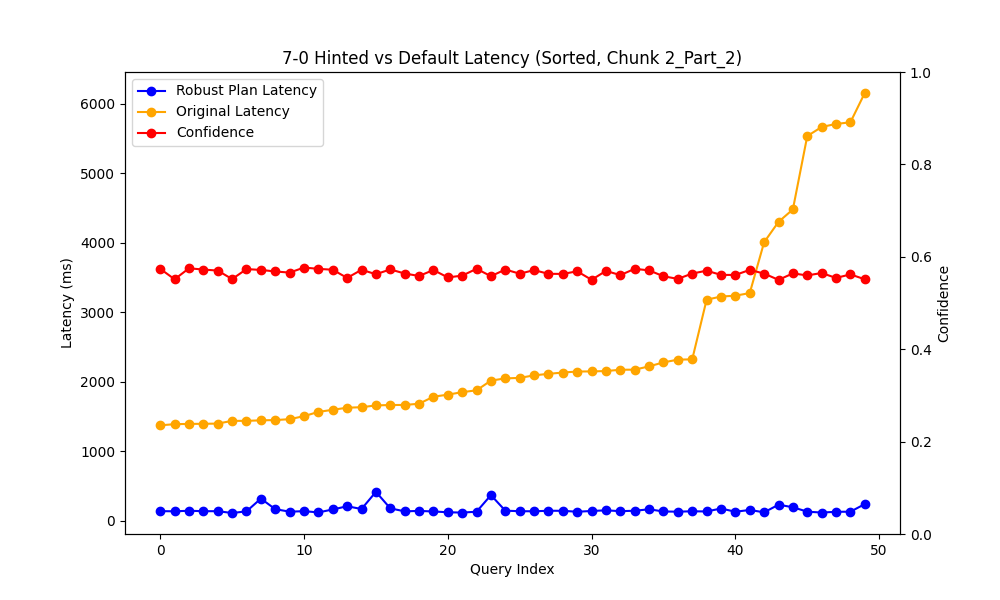 7-0 Hinted vs Default Latency (Sorted, Chunk 2_Part_2)
Robust Plan Latency
Original Latency
Confidence
6000
5000
4000
3000
2000
1000
0
Latency (ms)
1.0
0.8
0.6
0.4
0.2
0.0
Confidence
0 10 20 30 40 50
Query Index